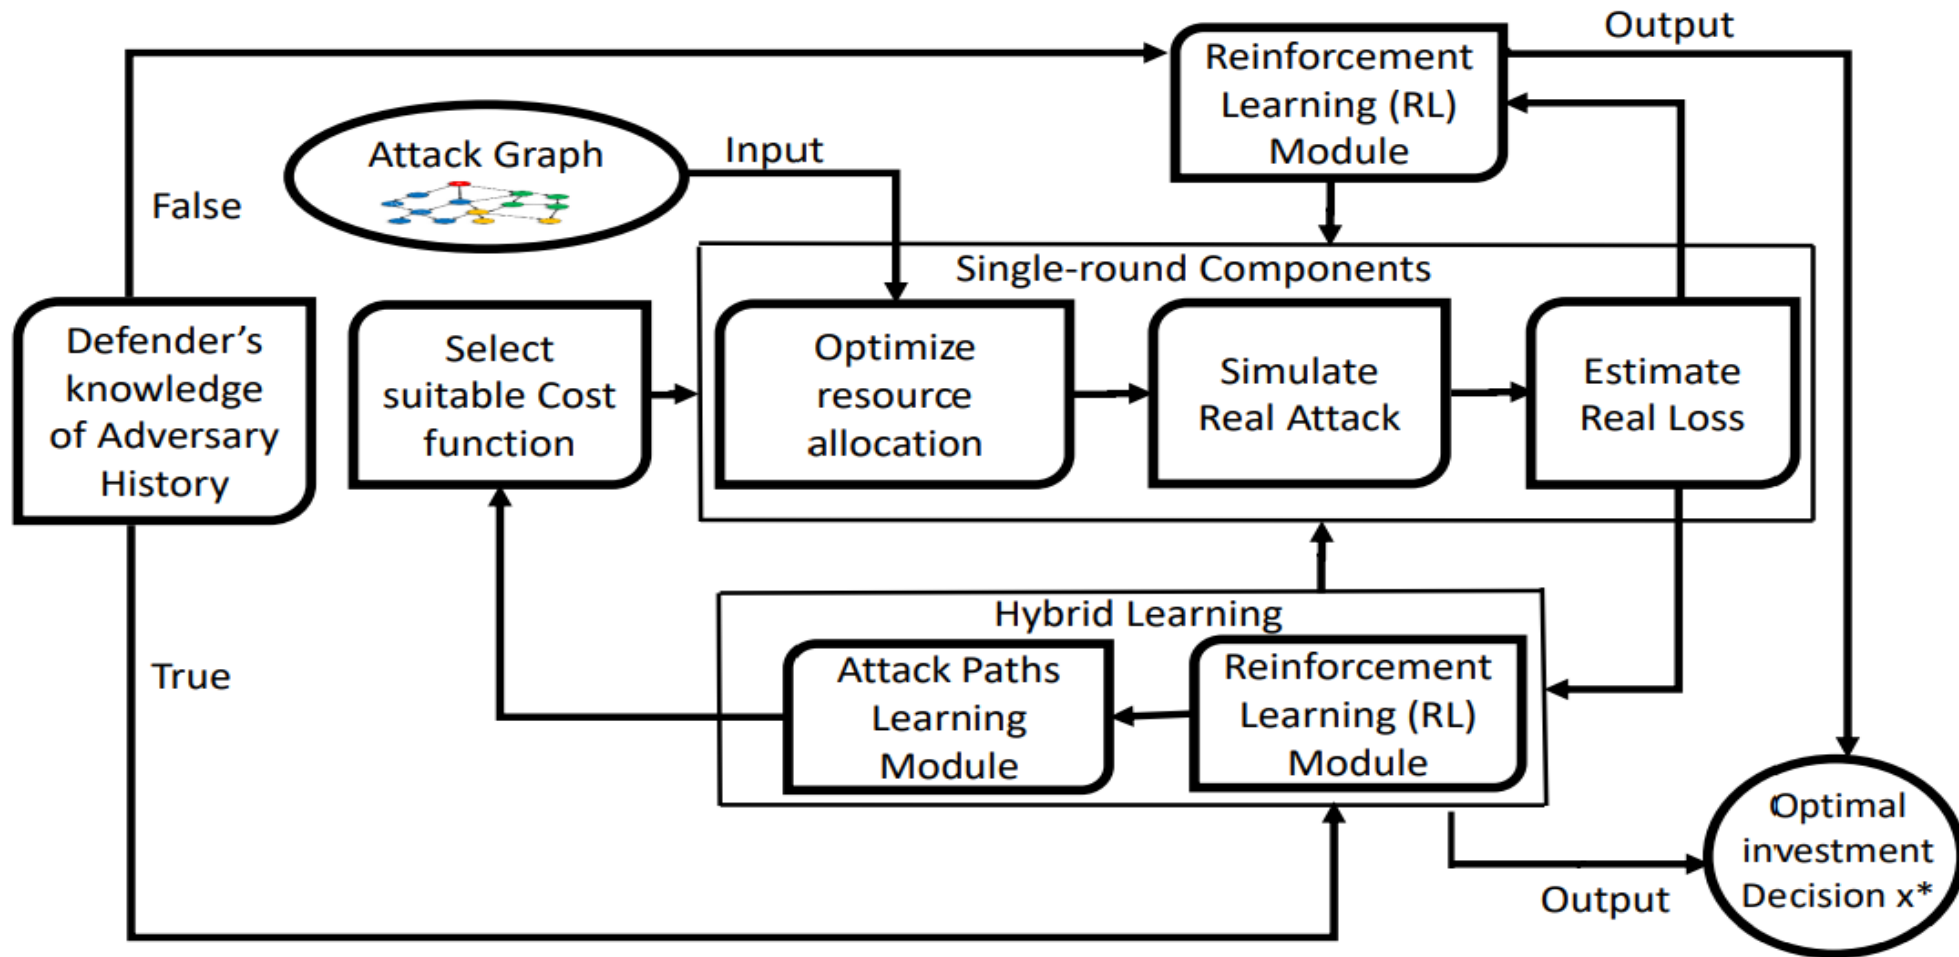 Output
Reinforcement
Learning (RL)
Module
Attack Graph
Input
False
Single-round Components
Defender’s
knowledge
of Adversary
History
Select
suitable Cost
function
Optimize
resource
allocation
Simulate
Real Attack
Estimate
Real Loss
Hybrid Learning
True
Attack Paths
Learning
Module
Reinforcement
Learning (RL)
Module
Optimal
investment
Decision x*
Output